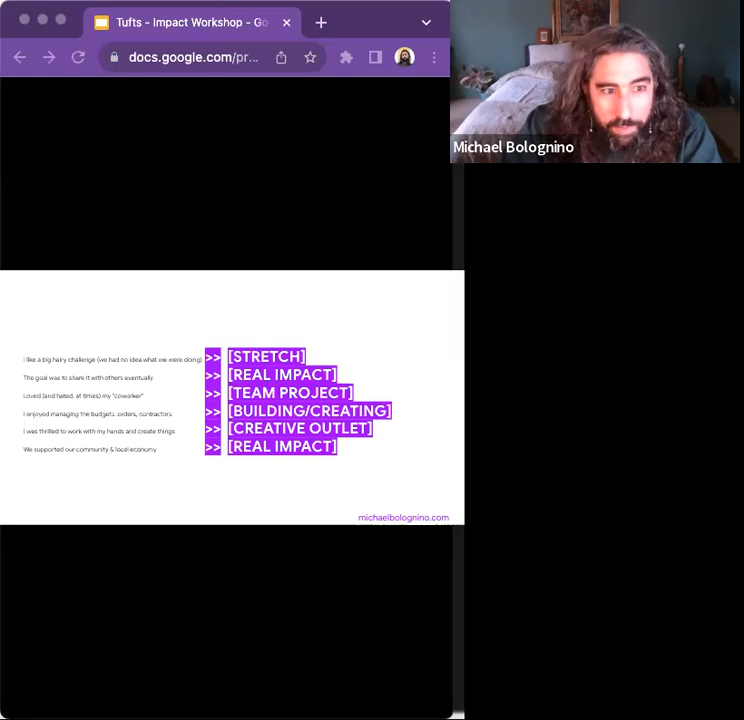 Tufts - Impact Workshop - Go
docs.google.com/pr...
Michael Bolognino
I like a big hairy challenge (we had no idea what we were doing) >> [STRETCH]
The goal was to share it with others eventually >> [REAL IMPACT]
Loved (and hated, at times) my "coworker" >> [TEAM PROJECT]
I enjoyed managing the budgets, orders, contractors >> [BUILDING/CREATING]
I was thrilled to work with my hands and create things >> [CREATIVE OUTLET]
We supported our community & local economy >> [REAL IMPACT]
michaelbolognino.com